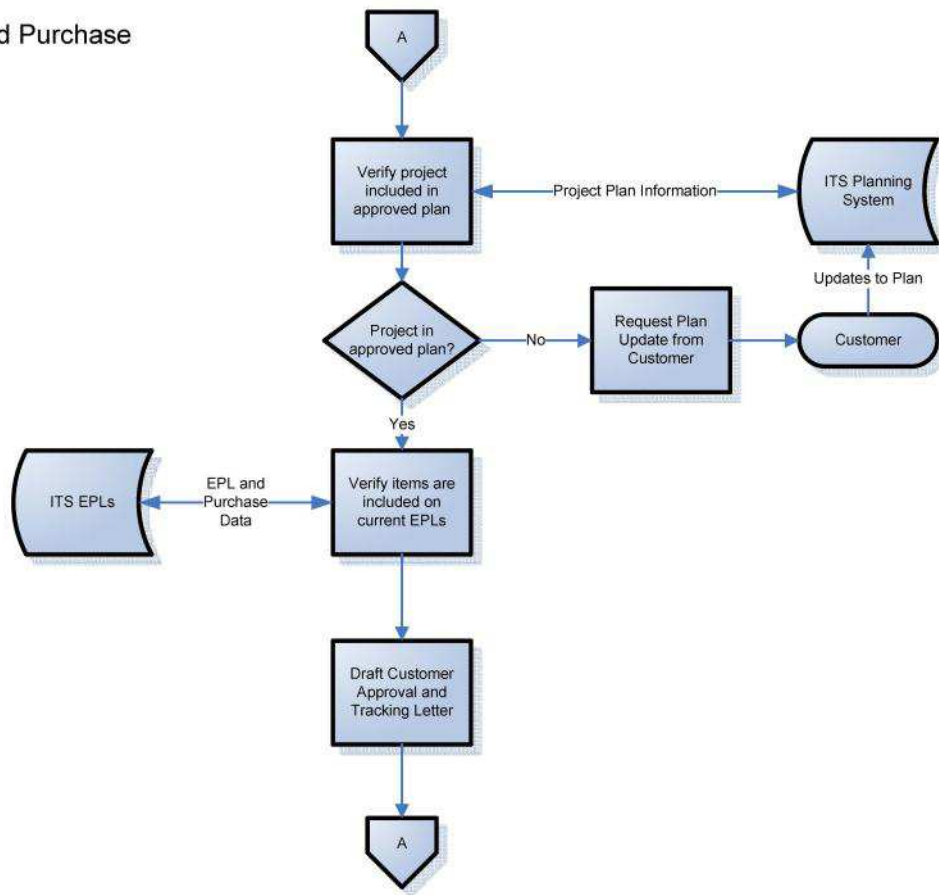 d Purchase
A
Verify project
included in
approved plan
Project Plan Information
ITS Planning
System
Updates to Plan
Project in
approved plan?
No
Request Plan
Update from
Customer
Customer
Yes
ITS EPLs
EPL and
Purchase
Data
Verify items are
included on
current EPLs
Draft Customer
Approval and
Tracking Letter
A